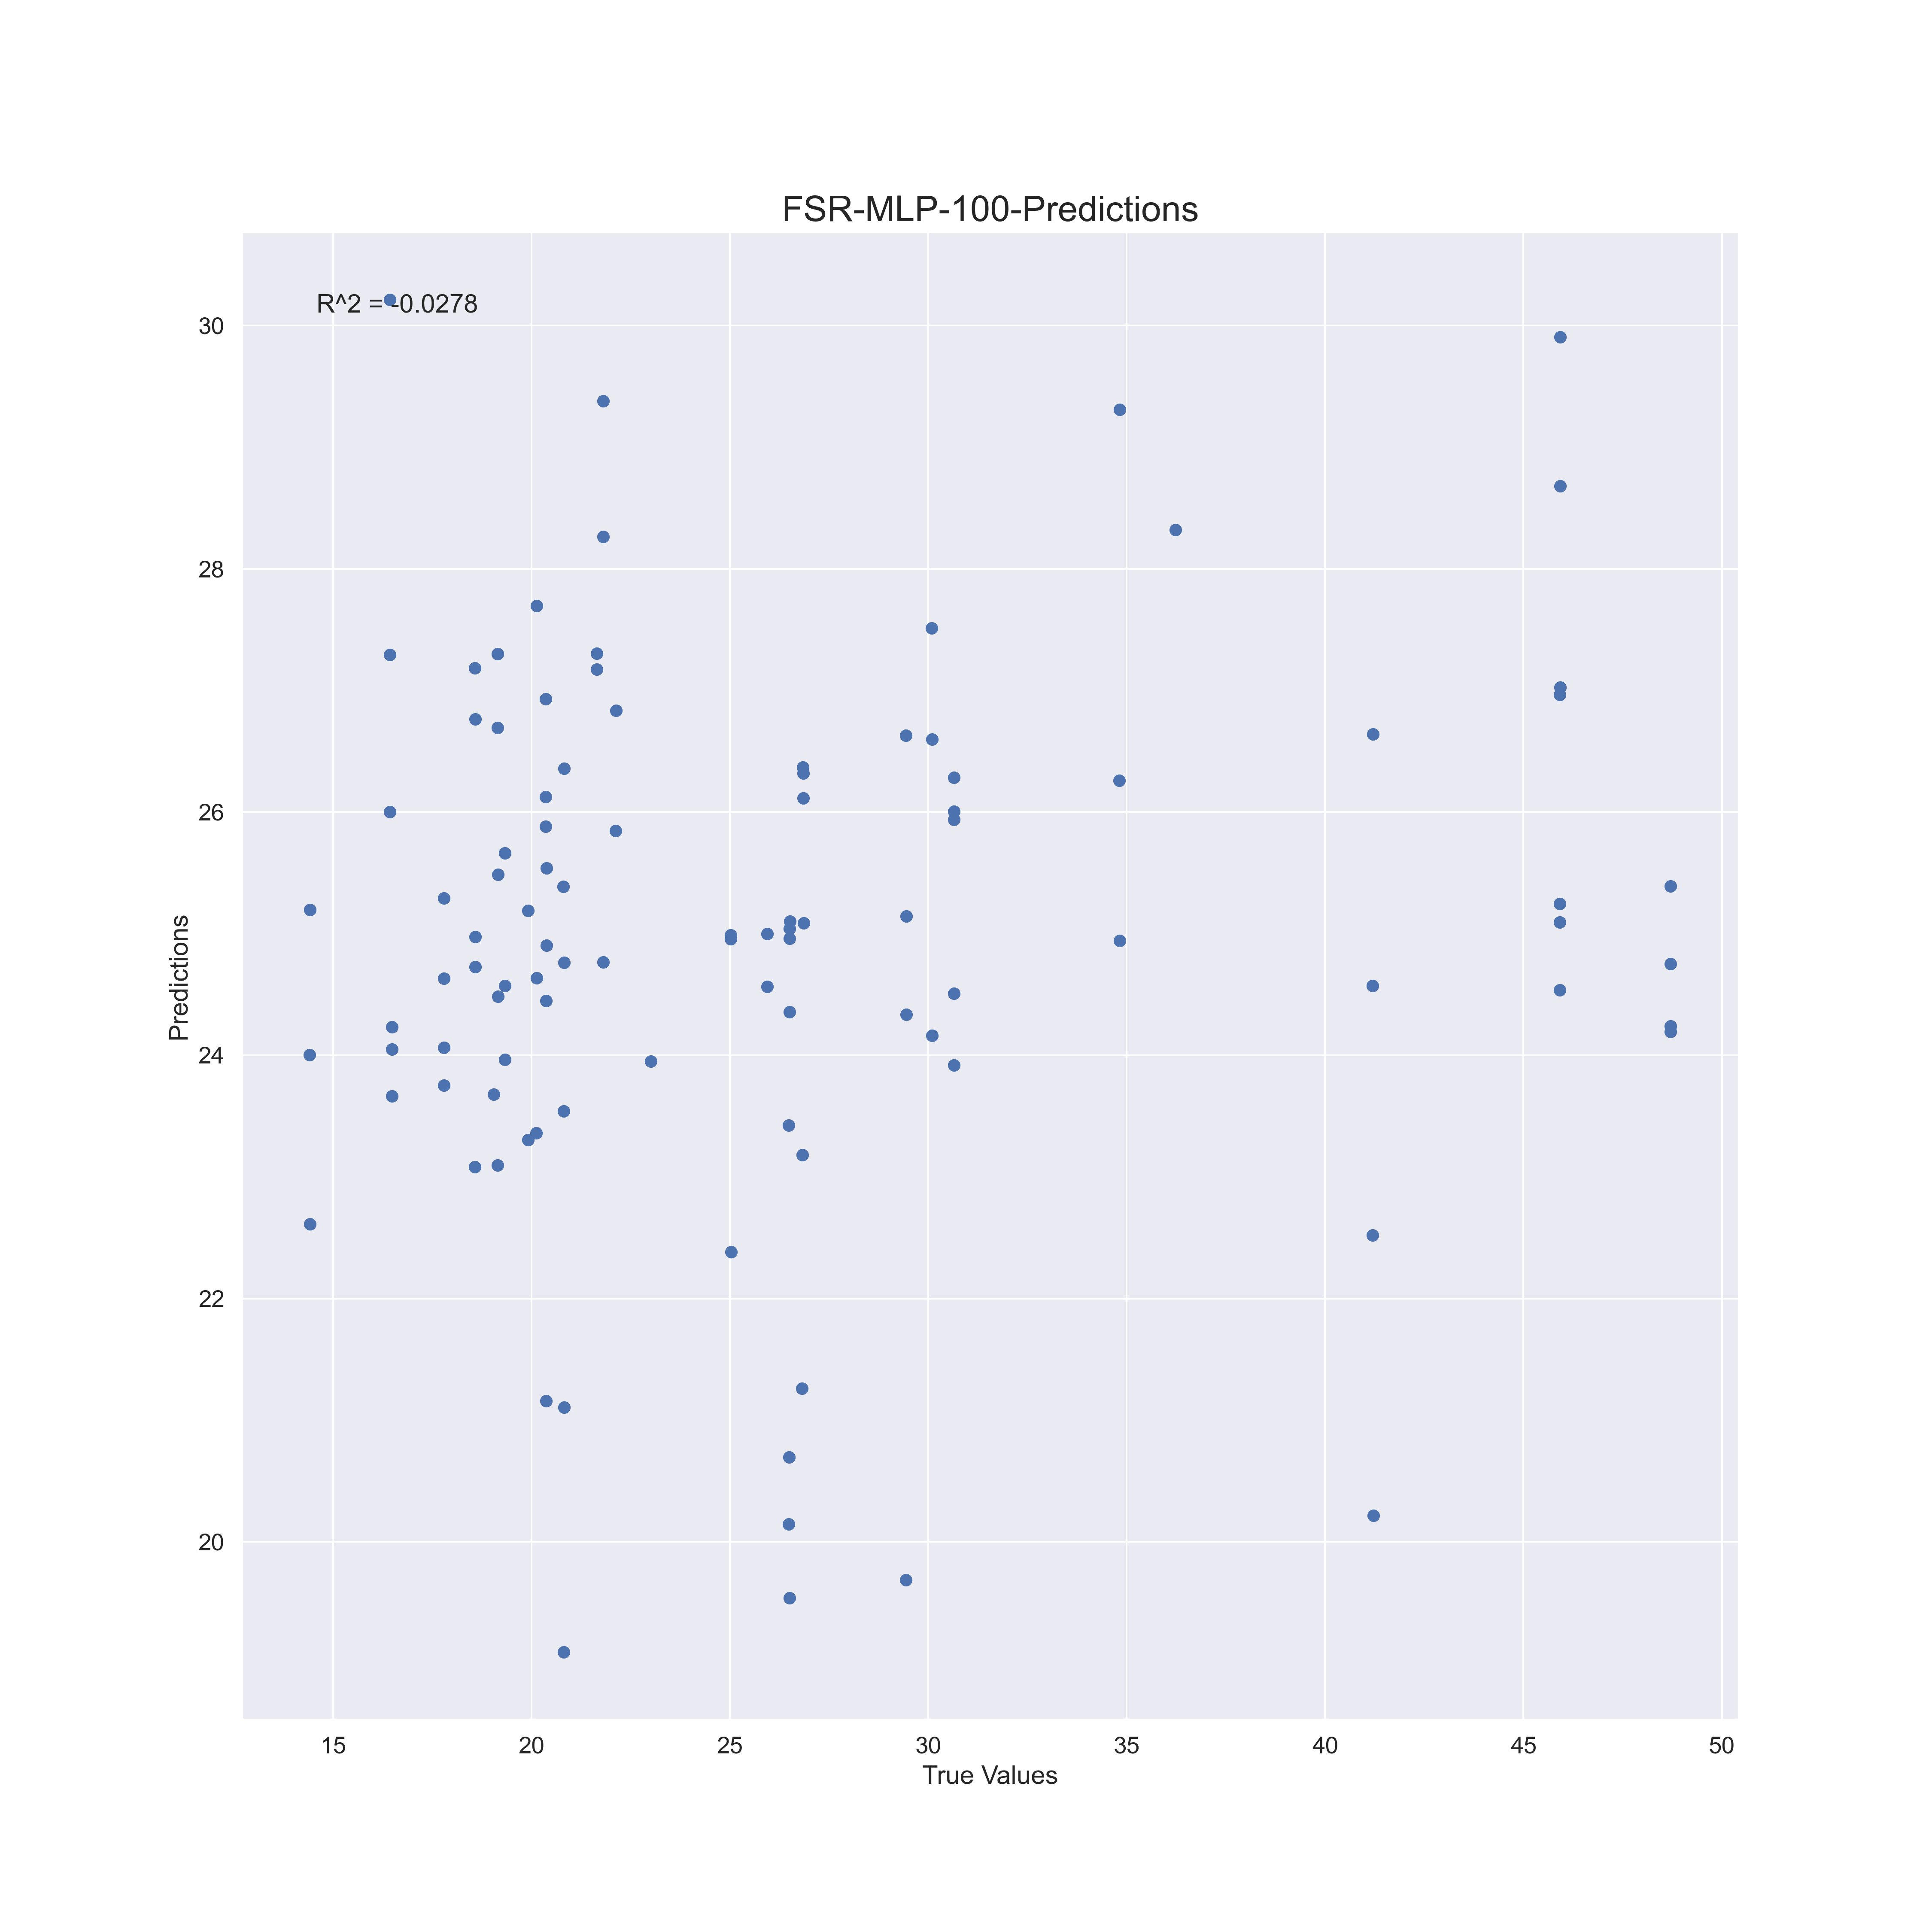 FSR-MLP-100-Predictions
R^2 = -0.0278
30
28
26
24
22
20
Predictions
15 20 25 30 35 40 45 50
True Values